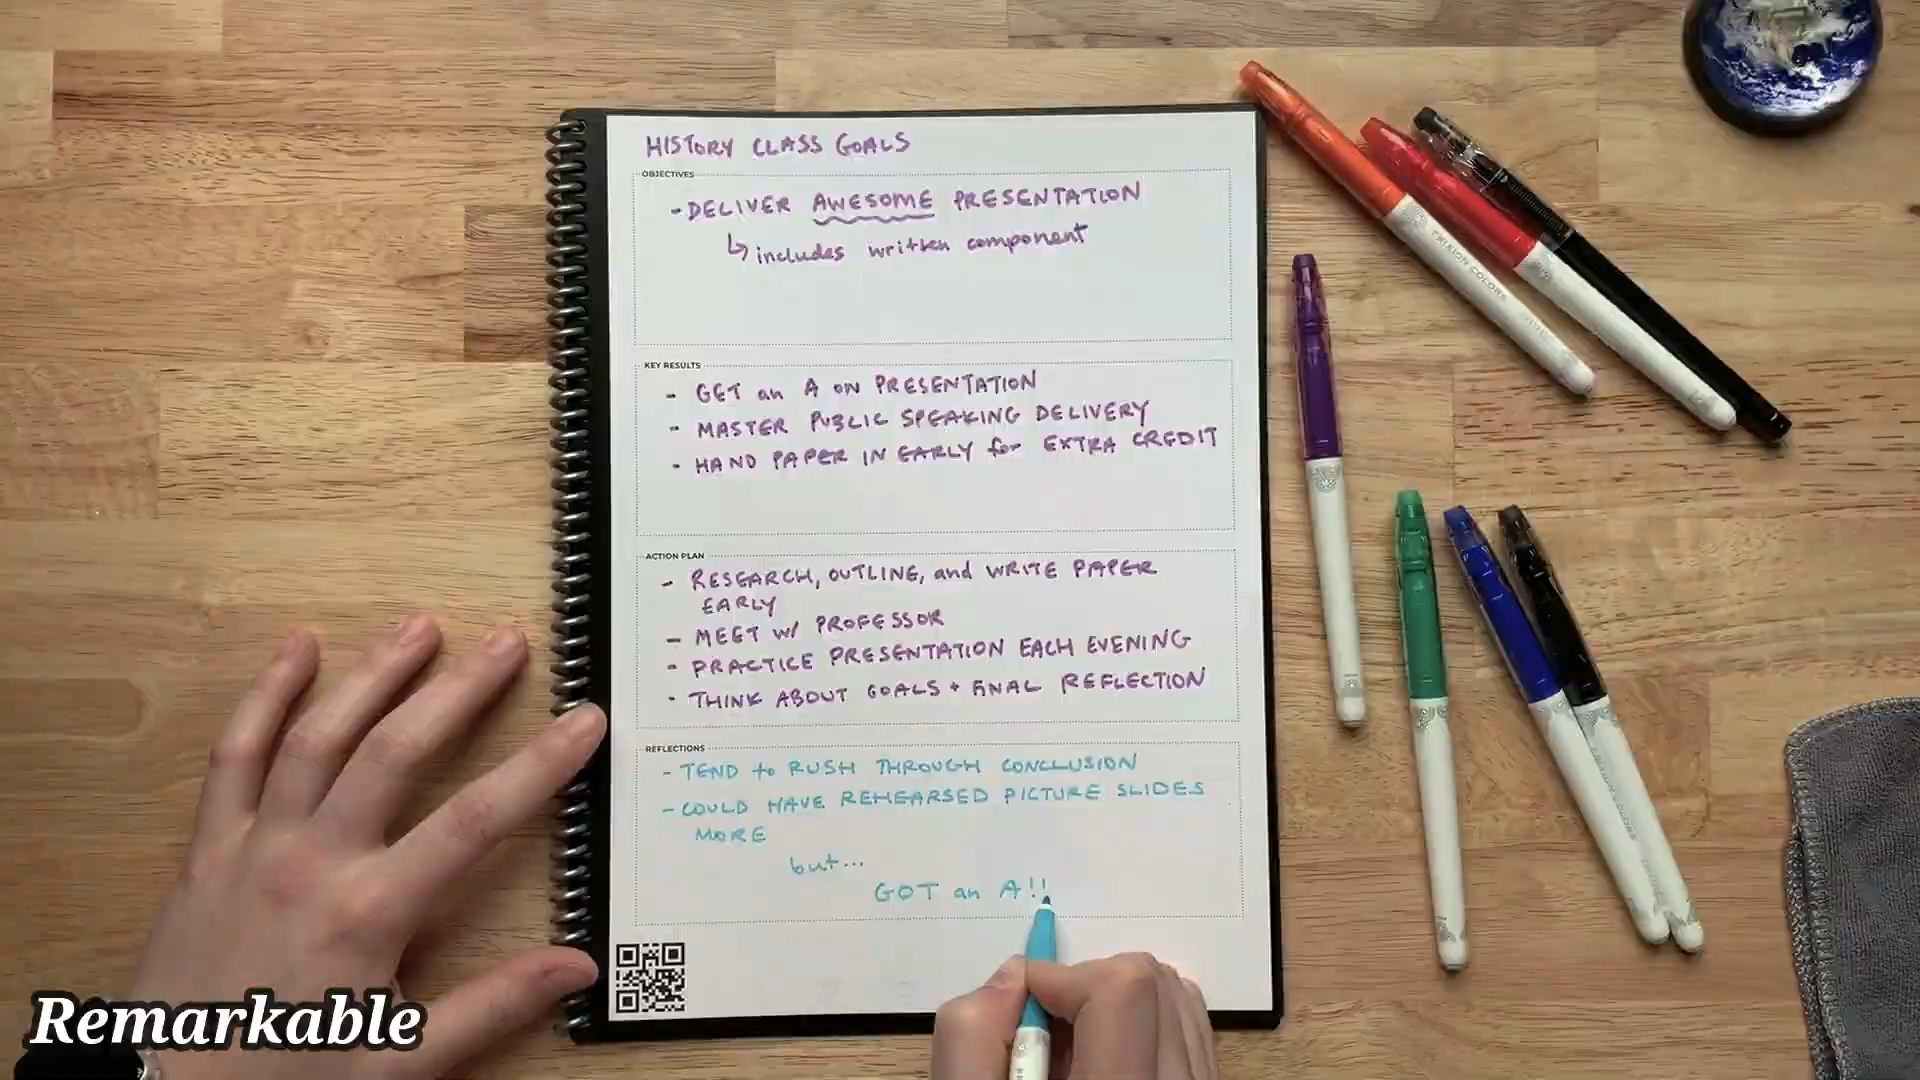 HISTORY CLASS GOALS
OBJECTIVES
- DELIVER AWESOME PRESENTATION
↳ includes written component
KEY RESULTS
- GET an A ON PRESENTATION
- MASTER PUBLIC SPEAKING DELIVERY
- HAND PAPER IN EARLY for EXTRA CREDIT
ACTION PLAN
- RESEARCH, OUTLINE, and WRITE PAPER
EARLY
- MEET W/ PROFESSOR
- PRACTICE PRESENTATION EACH EVENING
- THINK ABOUT GOALS + FINAL REFLECTION
REFLECTIONS
- TEND to RUSH THROUGH CONCLUSION
- COULD HAVE REHEARSED PICTURE SLIDES
MORE
but...
GOT an A!!
FRIXION COLORS
Remarkable